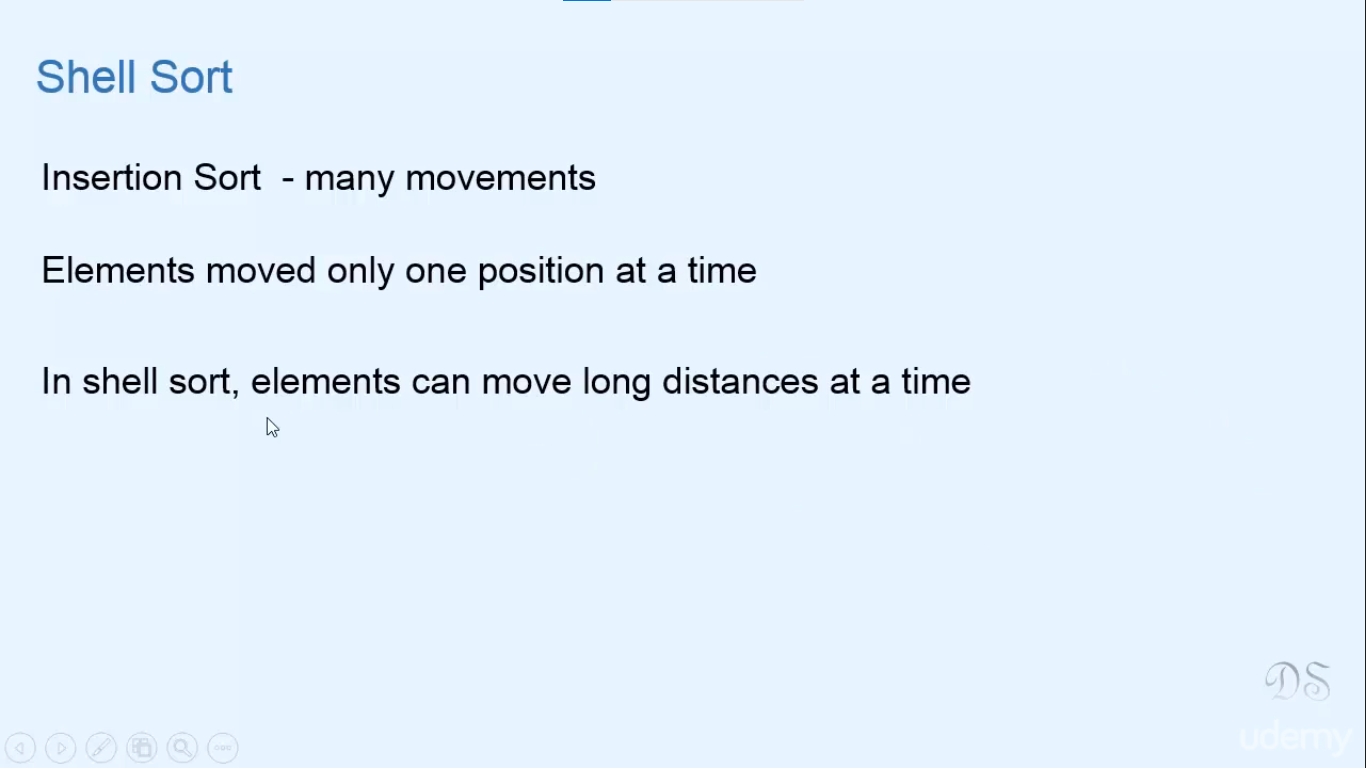 Shell Sort
Insertion Sort - many movements
Elements moved only one position at a time
In shell sort, elements can move long distances at a time
DS
udemy